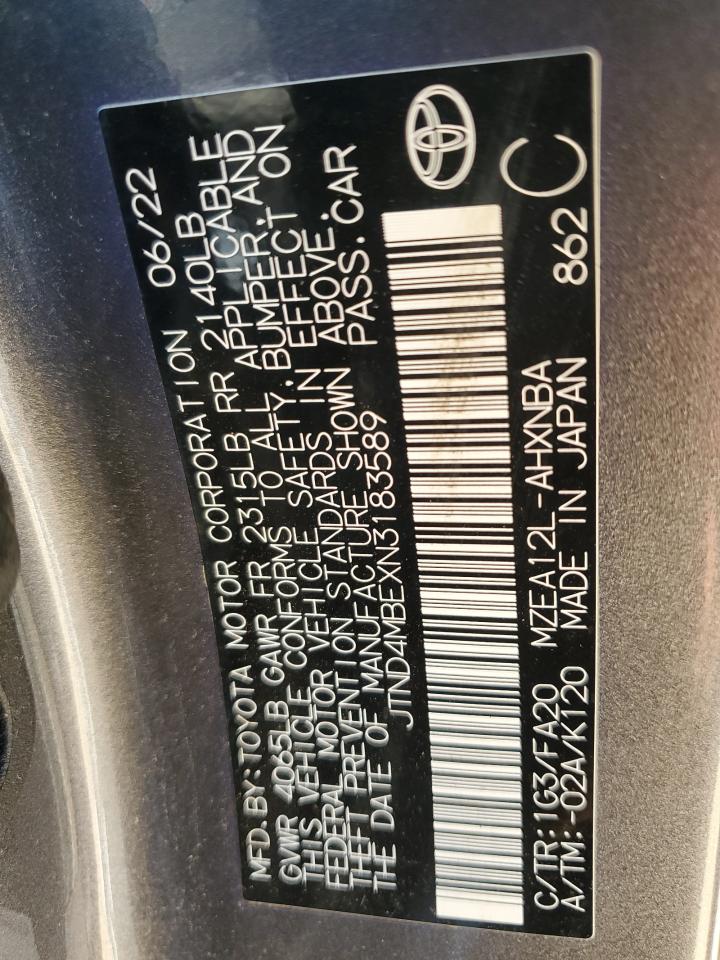 MFD. BY: TOYOTA MOTOR CORPORATION 06/22
GVWR 4065LB GAWR FR 2315LB RR 2140LB
THIS VEHICLE CONFORMS TO ALL APPLICABLE
FEDERAL MOTOR VEHICLE SAFETY, BUMPER, AND
THEFT PREVENTION STANDARDS IN EFFECT ON
THE DATE OF MANUFACTURE SHOWN ABOVE.
JTND4MBEXN3183589 PASS. CAR
C/TR: 1G3/FA20 MZEA12L-AHXNBA 862
A/TM: -02A/K120 MADE IN JAPAN C